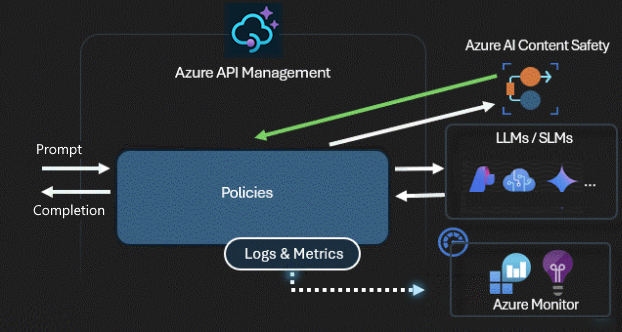 Azure AI Content Safety
Azure API Management
LLMs / SLMs
Prompt
Completion
Policies
...
Logs & Metrics
Azure Monitor